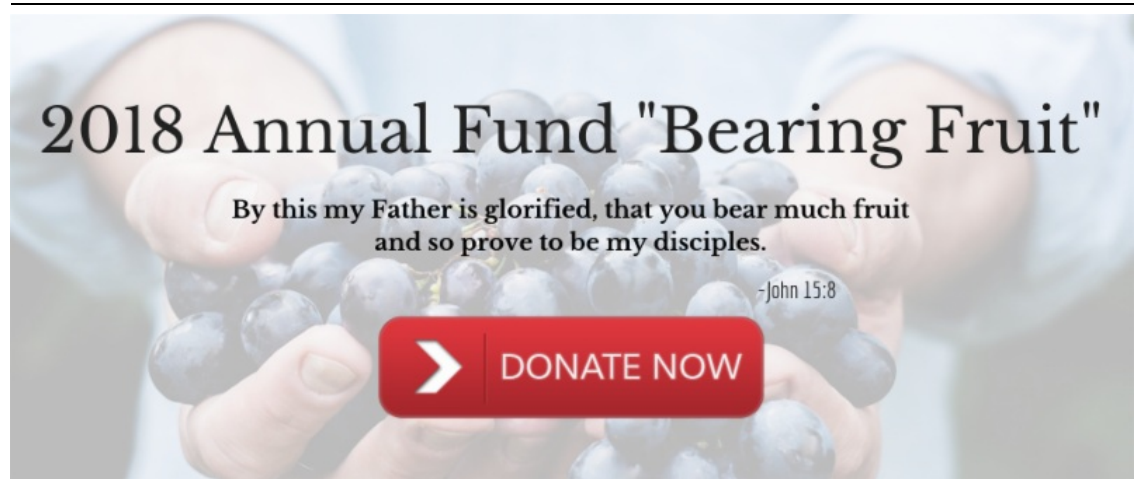 2018 Annual Fund "Bearing Fruit"
By this my Father is glorified, that you bear much fruit
and so prove to be my disciples.
-John 15:8
DONATE NOW